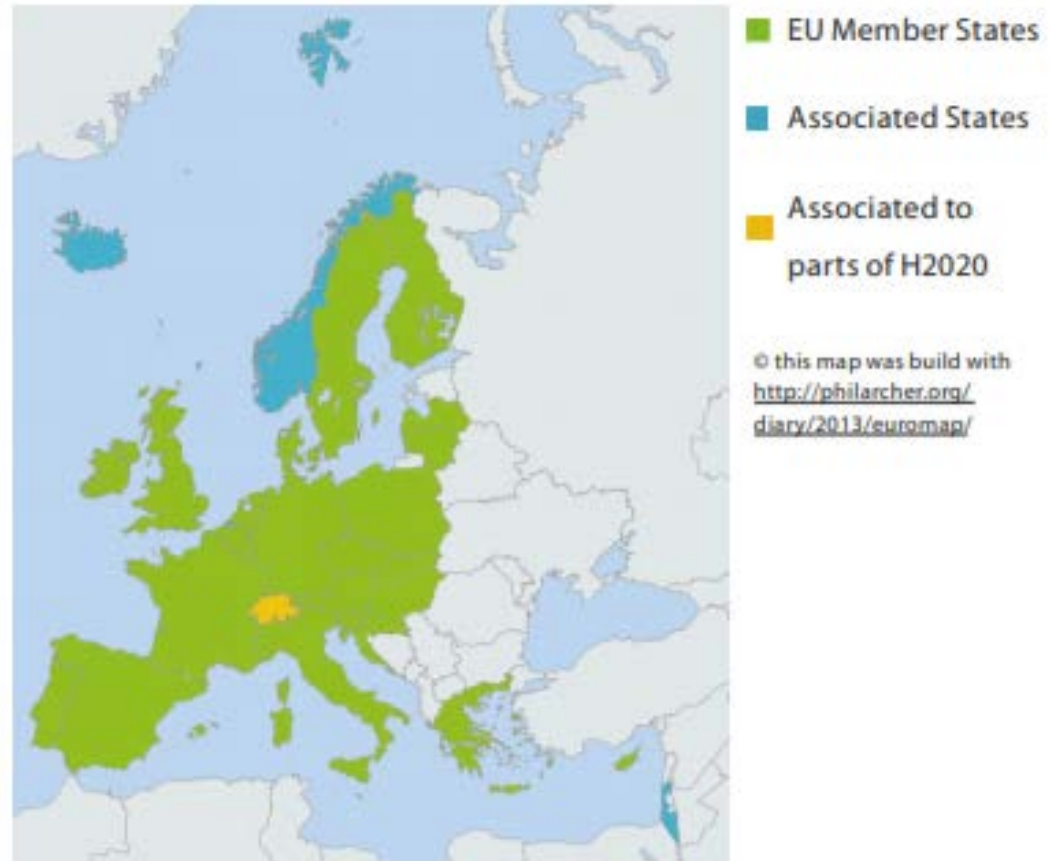 EU Member States
Associated States
Associated to
parts of H2020
© this map was build with
http://philarcher.org/
diary/2013/euromap/